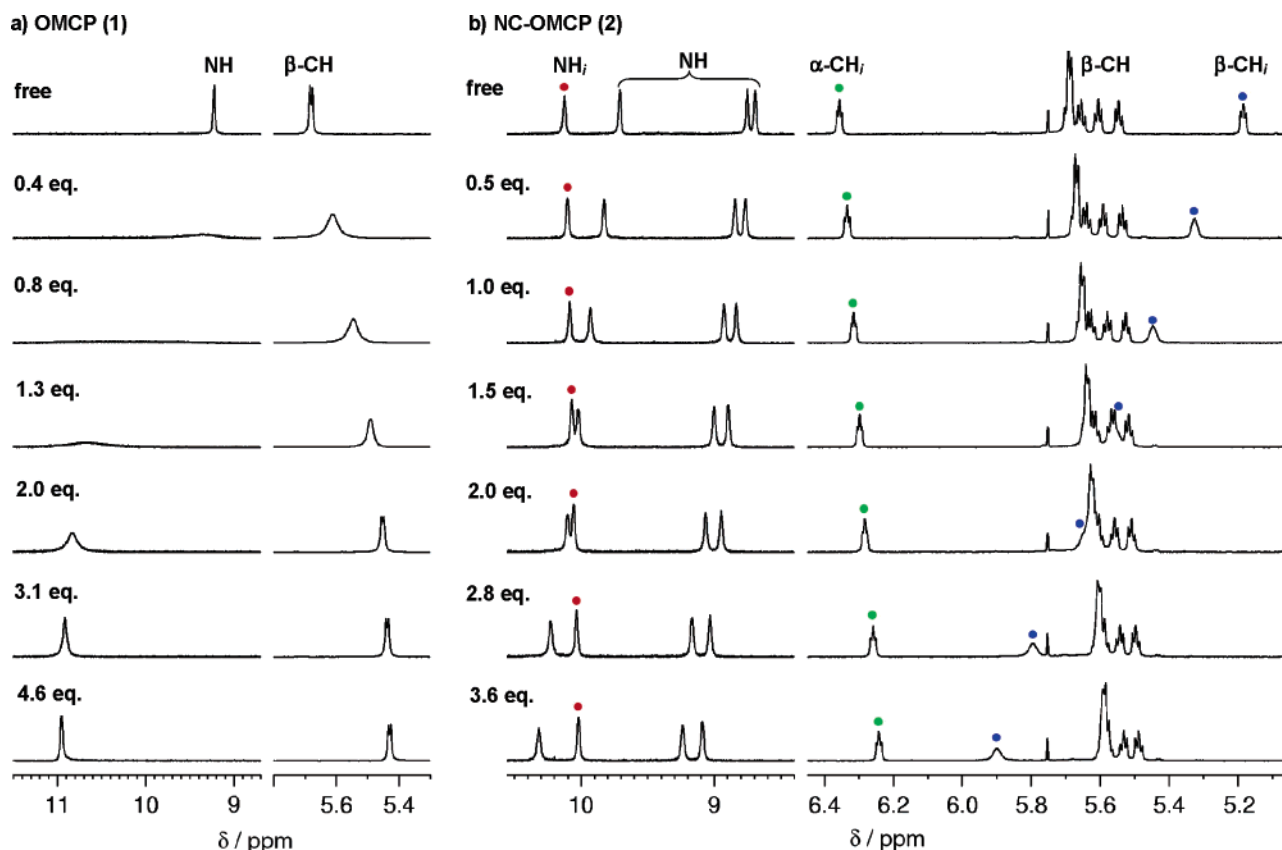 a) OMCP (1)
b) NC-OMCP (2)
NH
β-CH
NHi
NH
α-CHi
β-CH
β-CHi
free
free
0.4 eq.
0.5 eq.
0.8 eq.
1.0 eq.
1.3 eq.
1.5 eq.
2.0 eq.
2.0 eq.
3.1 eq.
2.8 eq.
4.6 eq.
3.6 eq.
11 10 9
5.6 5.4
10 9
6.4 6.2 6.0 5.8 5.6 5.4 5.2
δ / ppm
δ / ppm
δ / ppm
δ / ppm